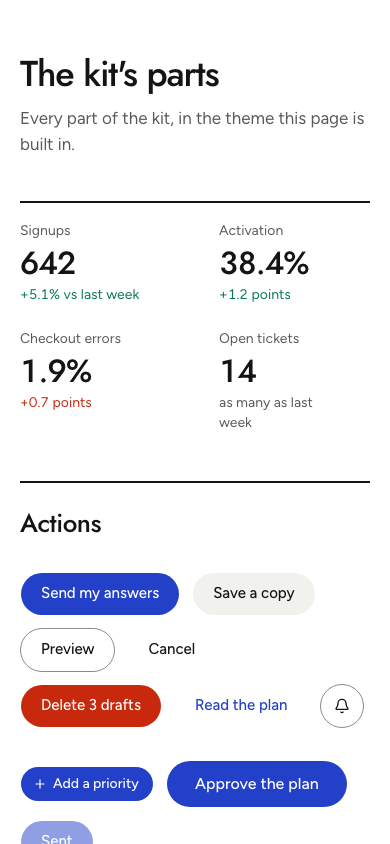 The kit's parts
Every part of the kit, in the theme this page is
built in.
Signups
642
+5.1% vs last week
Activation
38.4%
+1.2 points
Checkout errors
1.9%
+0.7 points
Open tickets
14
as many as last
week
Actions
Send my answers
Save a copy
Preview
Cancel
Delete 3 drafts
Read the plan
Add a priority
Approve the plan
Sent